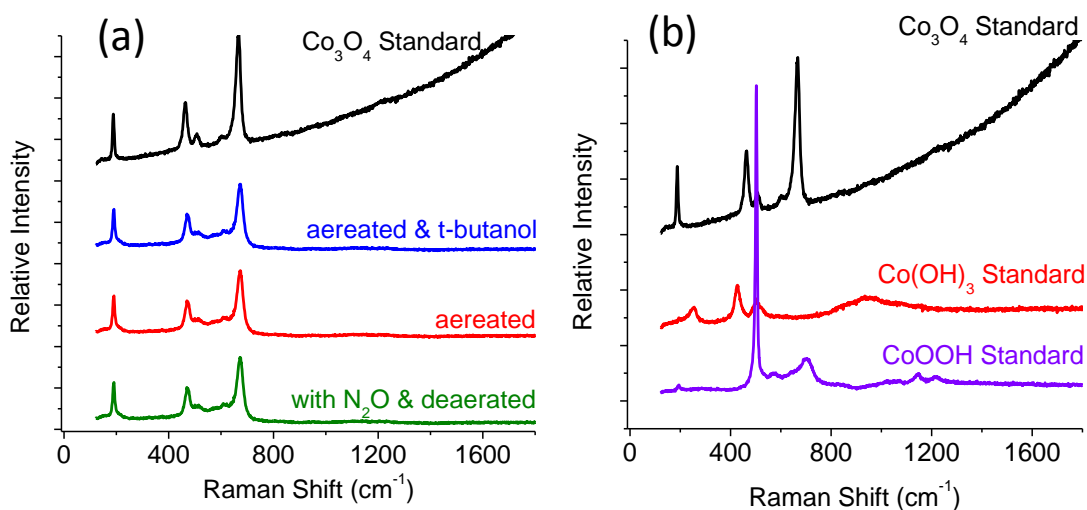 (a)
Co₃O₄ Standard
aereated & t-butanol
aereated
with N₂O & deaerated
Relative Intensity
0 400 800 1200 1600
Raman Shift (cm⁻¹)
(b)
Co₃O₄ Standard
Co(OH)₃ Standard
CoOOH Standard
Relative Intensity
0 400 800 1200 1600
Raman Shift (cm⁻¹)